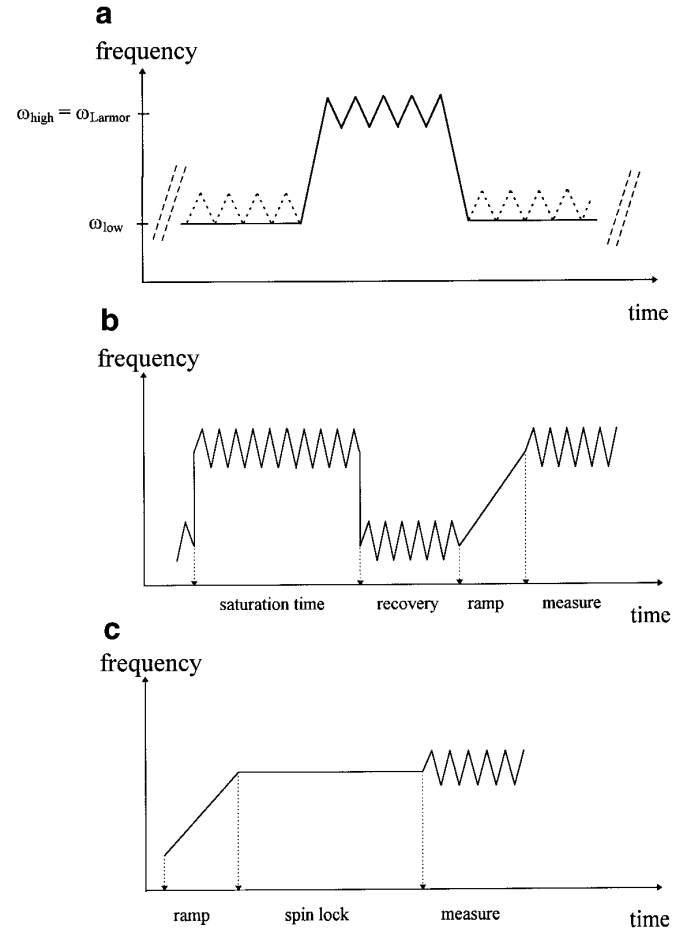 a
frequency
ω_high = ω_Larmor
ω_low
time
b
frequency
saturation time recovery ramp measure
time
c
frequency
ramp spin lock measure
time